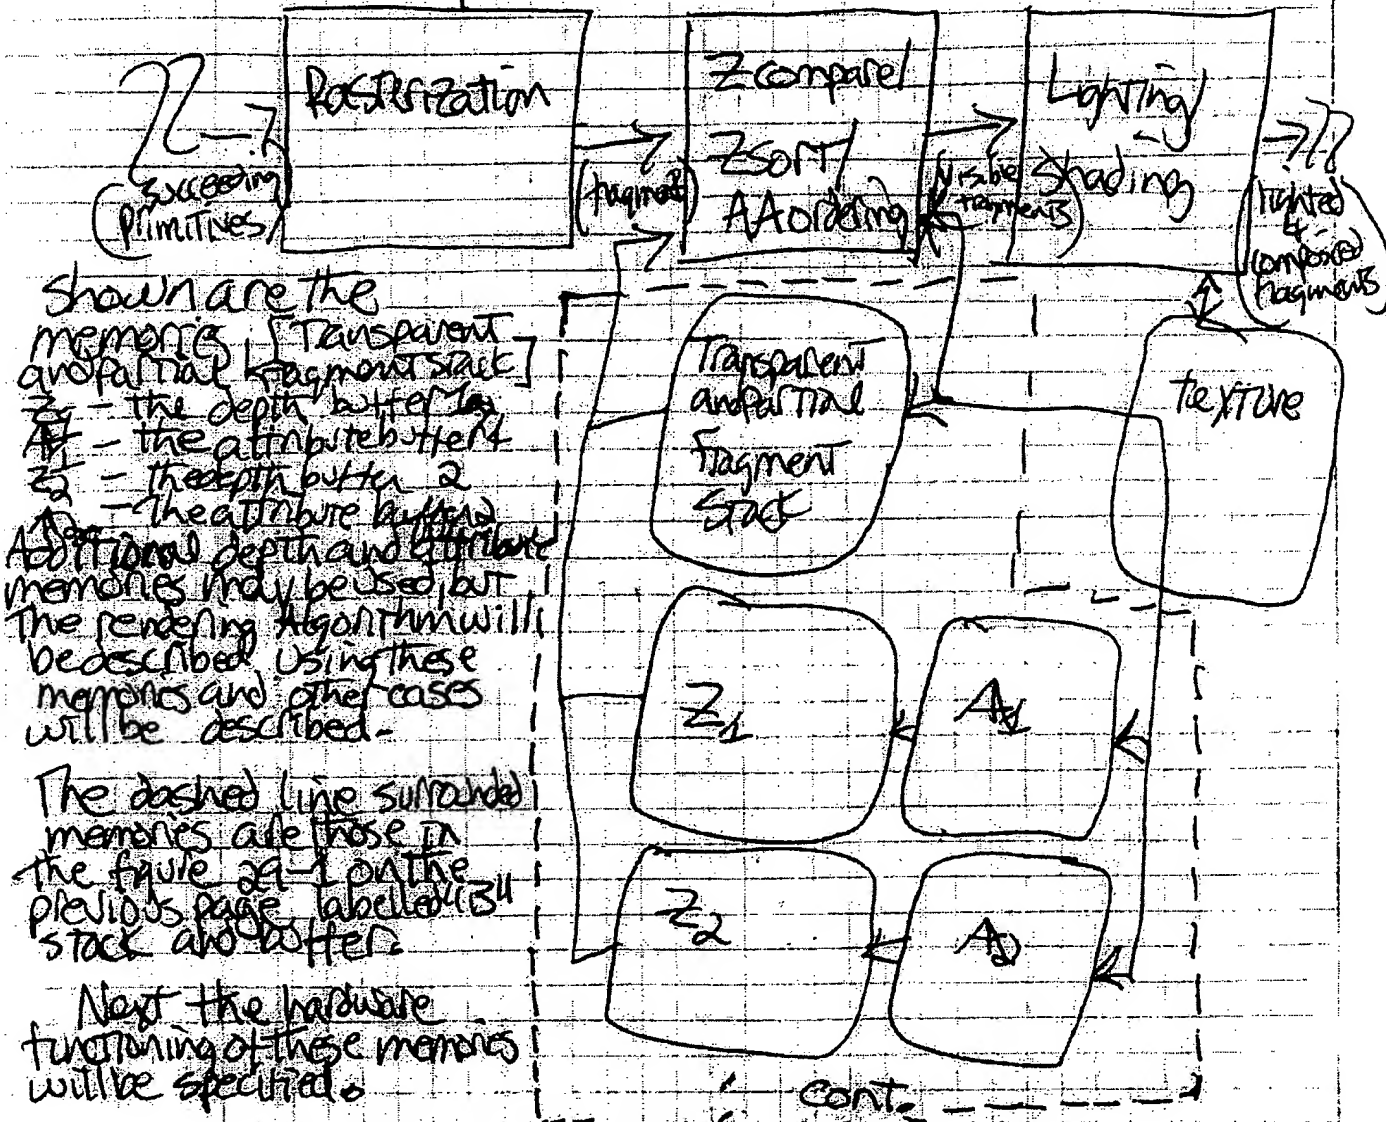 Rasterization
Zcompare/
Zsort/
AAordering
Lighting/
Shading
(succeeding
primitives)
(fragments)
(visible
fragments)
(lighted
&
composed
fragments)
Shown are the
memories, [Transparent
and partial fragment stack]
Z1 - the depth buffer 1
A1 - the attribute buffer 1
Z2 - the depth buffer 2
A2 - the attribute buffer 2
Additional depth and attribute
memories may be used, but
the rendering Algorithm will
be described using these
memories and other cases
will be described.
The dashed line surrounded
memories are those in
the figure 29-1 on the
previous page, labelled "B"
stack and buffer.
Next the hardware
functioning of these memories
will be specified.
Transparent
and Partial
Fragment
Stack
texture
Z1
A1
Z2
A2
cont.